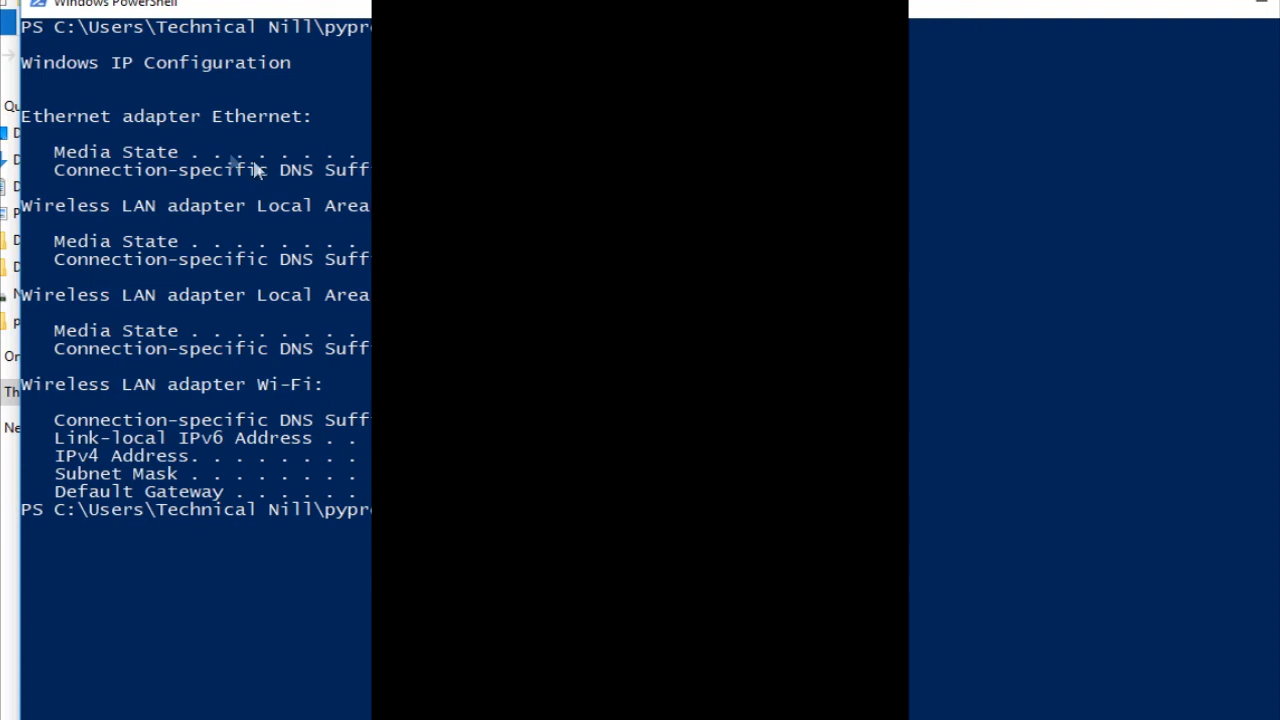 Windows PowerShell
PS C:\Users\Technical Nill\pypr
Windows IP Configuration
Ethernet adapter Ethernet:
Media State . . . . . . . .
Connection-specific DNS Suff
Wireless LAN adapter Local Area
Media State . . . . . . . .
Connection-specific DNS Suff
Wireless LAN adapter Local Area
Media State . . . . . . . .
Connection-specific DNS Suff
Wireless LAN adapter Wi-Fi:
Connection-specific DNS Suff
Link-local IPv6 Address . .
IPv4 Address. . . . . . . .
Subnet Mask . . . . . . . .
Default Gateway . . . . . .
PS C:\Users\Technical Nill\pypr